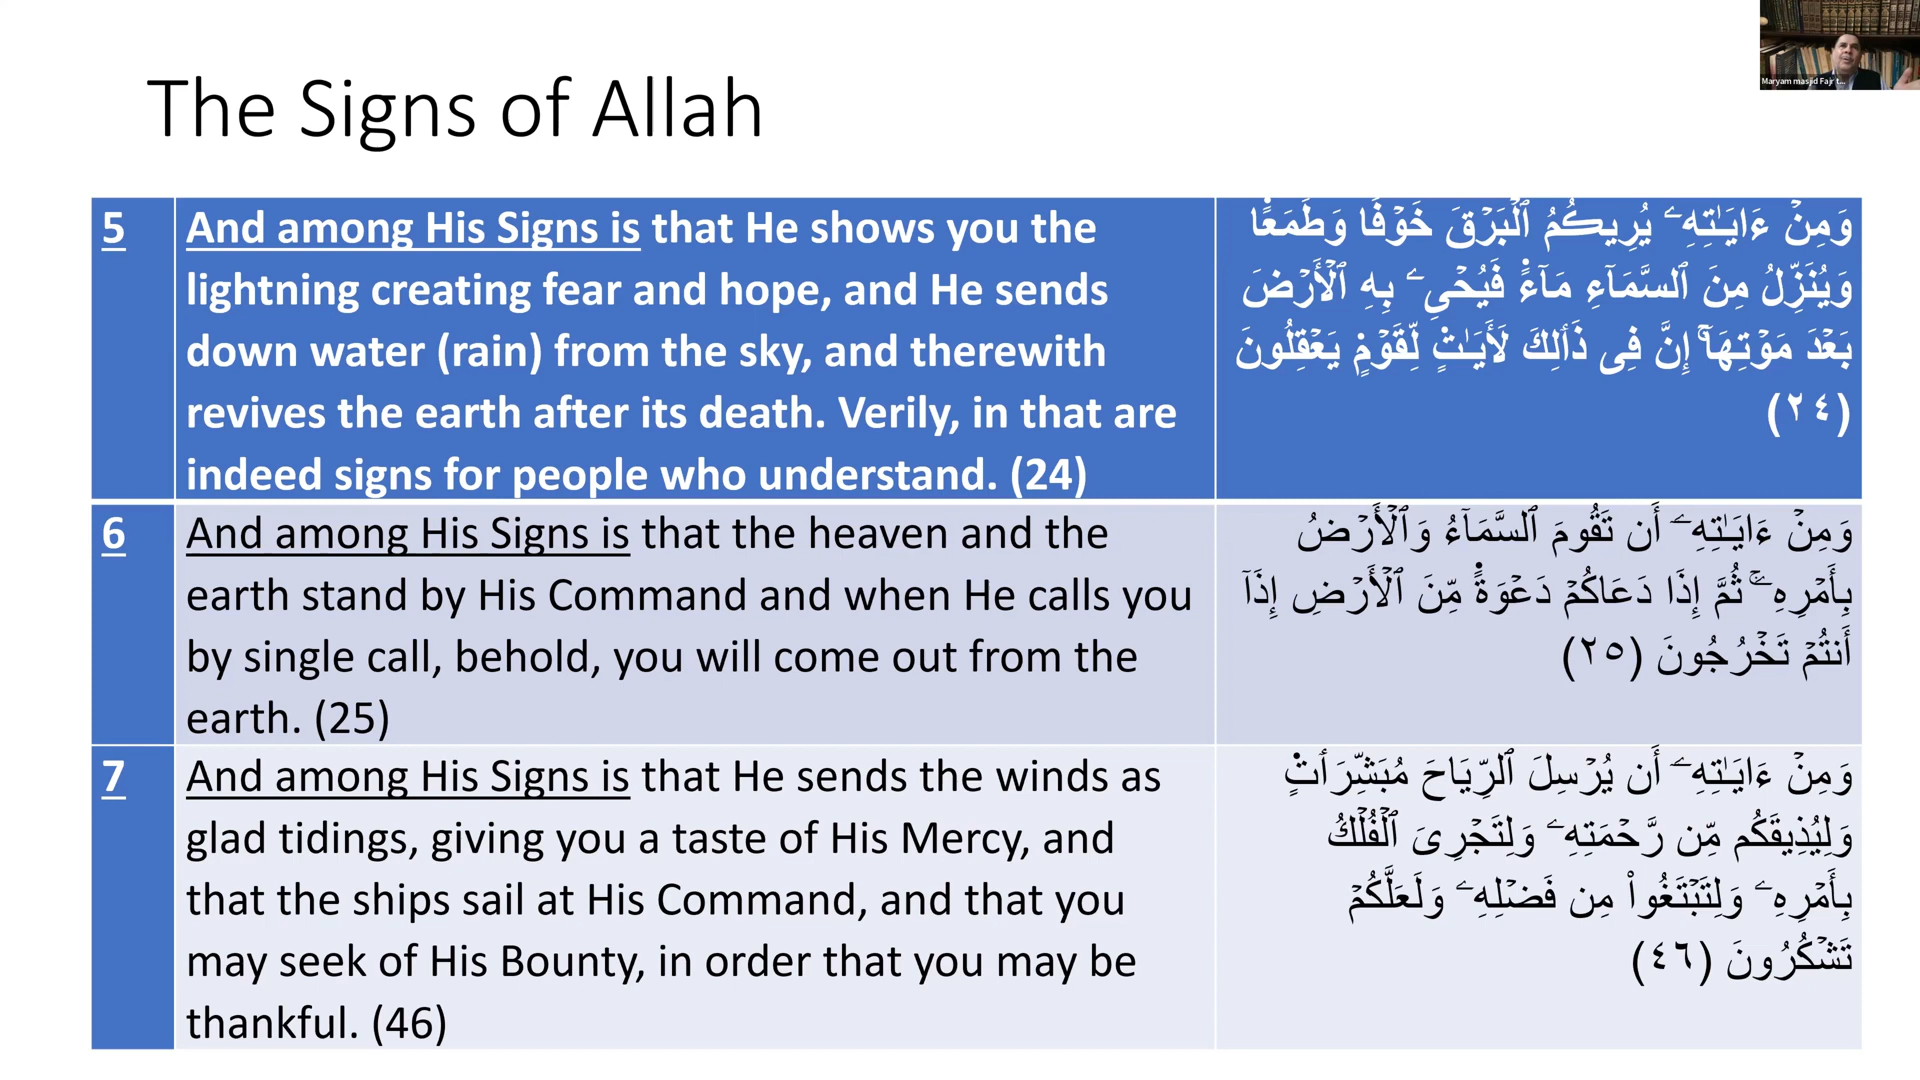 Maryam masjid Fajr t...
The Signs of Allah
5
And among His Signs is that He shows you the
lightning creating fear and hope, and He sends
down water (rain) from the sky, and therewith
revives the earth after its death. Verily, in that are
indeed signs for people who understand. (24)
وَمِنْ ءَايَـٰتِهِۦ يُرِيكُمُ ٱلْبَرْقَ خَوْفًا وَطَمَعًا
وَيُنَزِّلُ مِنَ ٱلسَّمَآءِ مَآءً فَيُحْىِۦ بِهِ ٱلْأَرْضَ
بَعْدَ مَوْتِهَآ ۚ إِنَّ فِى ذَٲلِكَ لَأَيَـٰتٍ لِّقَوْمٍ يَعْقِلُونَ
(٢٤)
6
And among His Signs is that the heaven and the
earth stand by His Command and when He calls you
by single call, behold, you will come out from the
earth. (25)
وَمِنْ ءَايَـٰتِهِۦۤ أَن تَقُومَ ٱلسَّمَآءُ وَٱلْأَرْضُ
بِأَمْرِهِۦ ۚ ثُمَّ إِذَا دَعَاكُمْ دَعْوَةً مِّنَ ٱلْأَرْضِ إِذَآ
أَنتُمْ تَخْرُجُونَ (٢٥)
7
And among His Signs is that He sends the winds as
glad tidings, giving you a taste of His Mercy, and
that the ships sail at His Command, and that you
may seek of His Bounty, in order that you may be
thankful. (46)
وَمِنْ ءَايَـٰتِهِۦۤ أَن يُرْسِلَ ٱلرِّيَاحَ مُبَشِّرَٲتٍ
وَلِيُذِيقَكُم مِّن رَّحْمَتِهِۦ وَلِتَجْرِىَ ٱلْفُلْكُ
بِأَمْرِهِۦ وَلِتَبْتَغُواْ مِن فَضْلِهِۦ وَلَعَلَّكُمْ
تَشْكُرُونَ (٤٦)